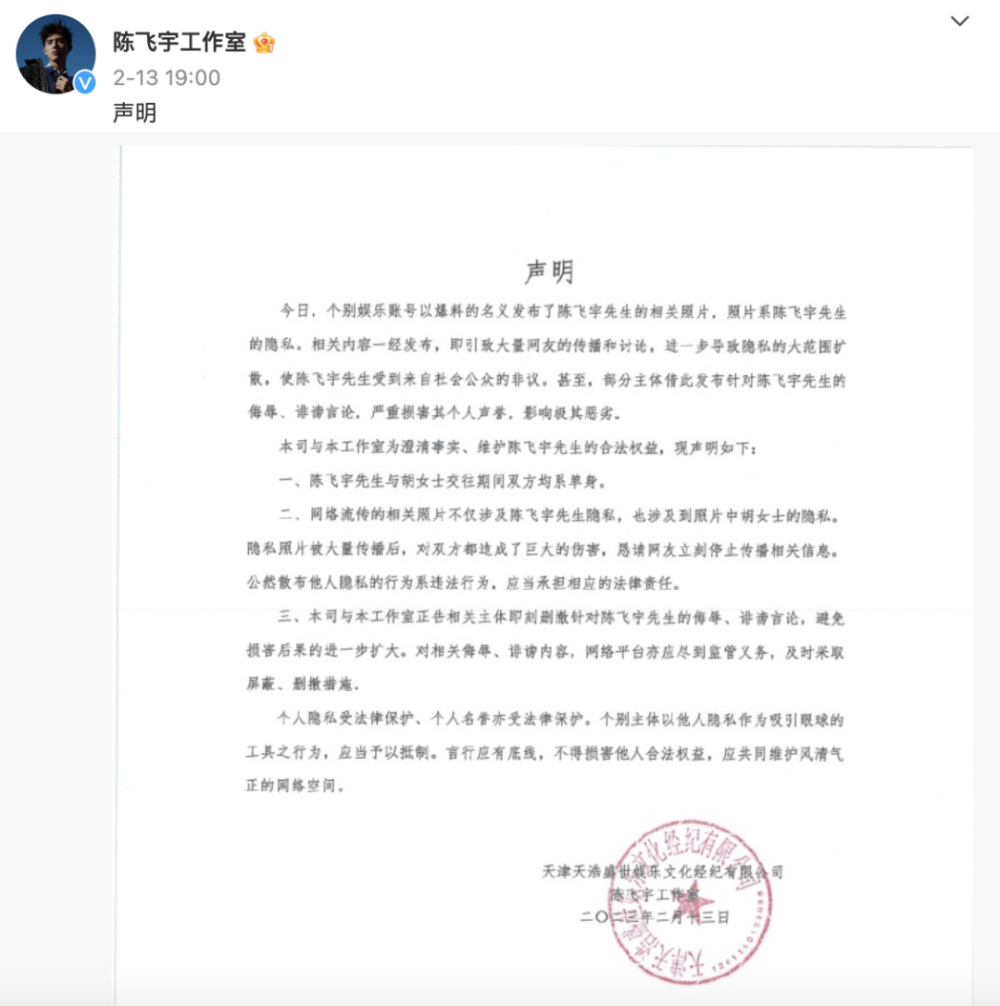 陈飞宇工作室
2-13 19:00
声明
声明
今日，个别娱乐账号以爆料的名义发布了陈飞宇先生的相关照片，照片系陈飞宇先生
的隐私。相关内容一经发布，即引致大量网友的传播和讨论，进一步导致隐私的大范围扩
散，使陈飞宇先生受到来自社会公众的非议。甚至，部分主体借此发布针对陈飞宇先生的
侮辱、诽谤言论，严重损害其个人声誉，影响极其恶劣。
本司与本工作室为澄清事实、维护陈飞宇先生的合法权益，现声明如下：
一、陈飞宇先生与胡女士交往期间双方均系单身。
二、网络流传的相关照片不仅涉及陈飞宇先生隐私，也涉及到照片中胡女士的隐私。
隐私照片被大量传播后，对双方都造成了巨大的伤害，恳请网友立刻停止传播相关信息。
公然散布他人隐私的行为系违法行为，应当承担相应的法律责任。
三、本司与本工作室正告相关主体即刻删撤针对陈飞宇先生的侮辱、诽谤言论，避免
损害后果的进一步扩大。对相关侮辱、诽谤内容，网络平台亦应尽到监管义务，及时采取
屏蔽、删撤措施。
个人隐私受法律保护、个人名誉亦受法律保护。个别主体以他人隐私作为吸引眼球的
工具之行为，应当予以抵制。言行应有底线，不得损害他人合法权益，应共同维护风清气
正的网络空间。
天津天浩盛世娱乐文化经纪有限公司
陈飞宇工作室
二〇二三年二月十三日
天津天浩盛世娱乐文化经纪有限公司